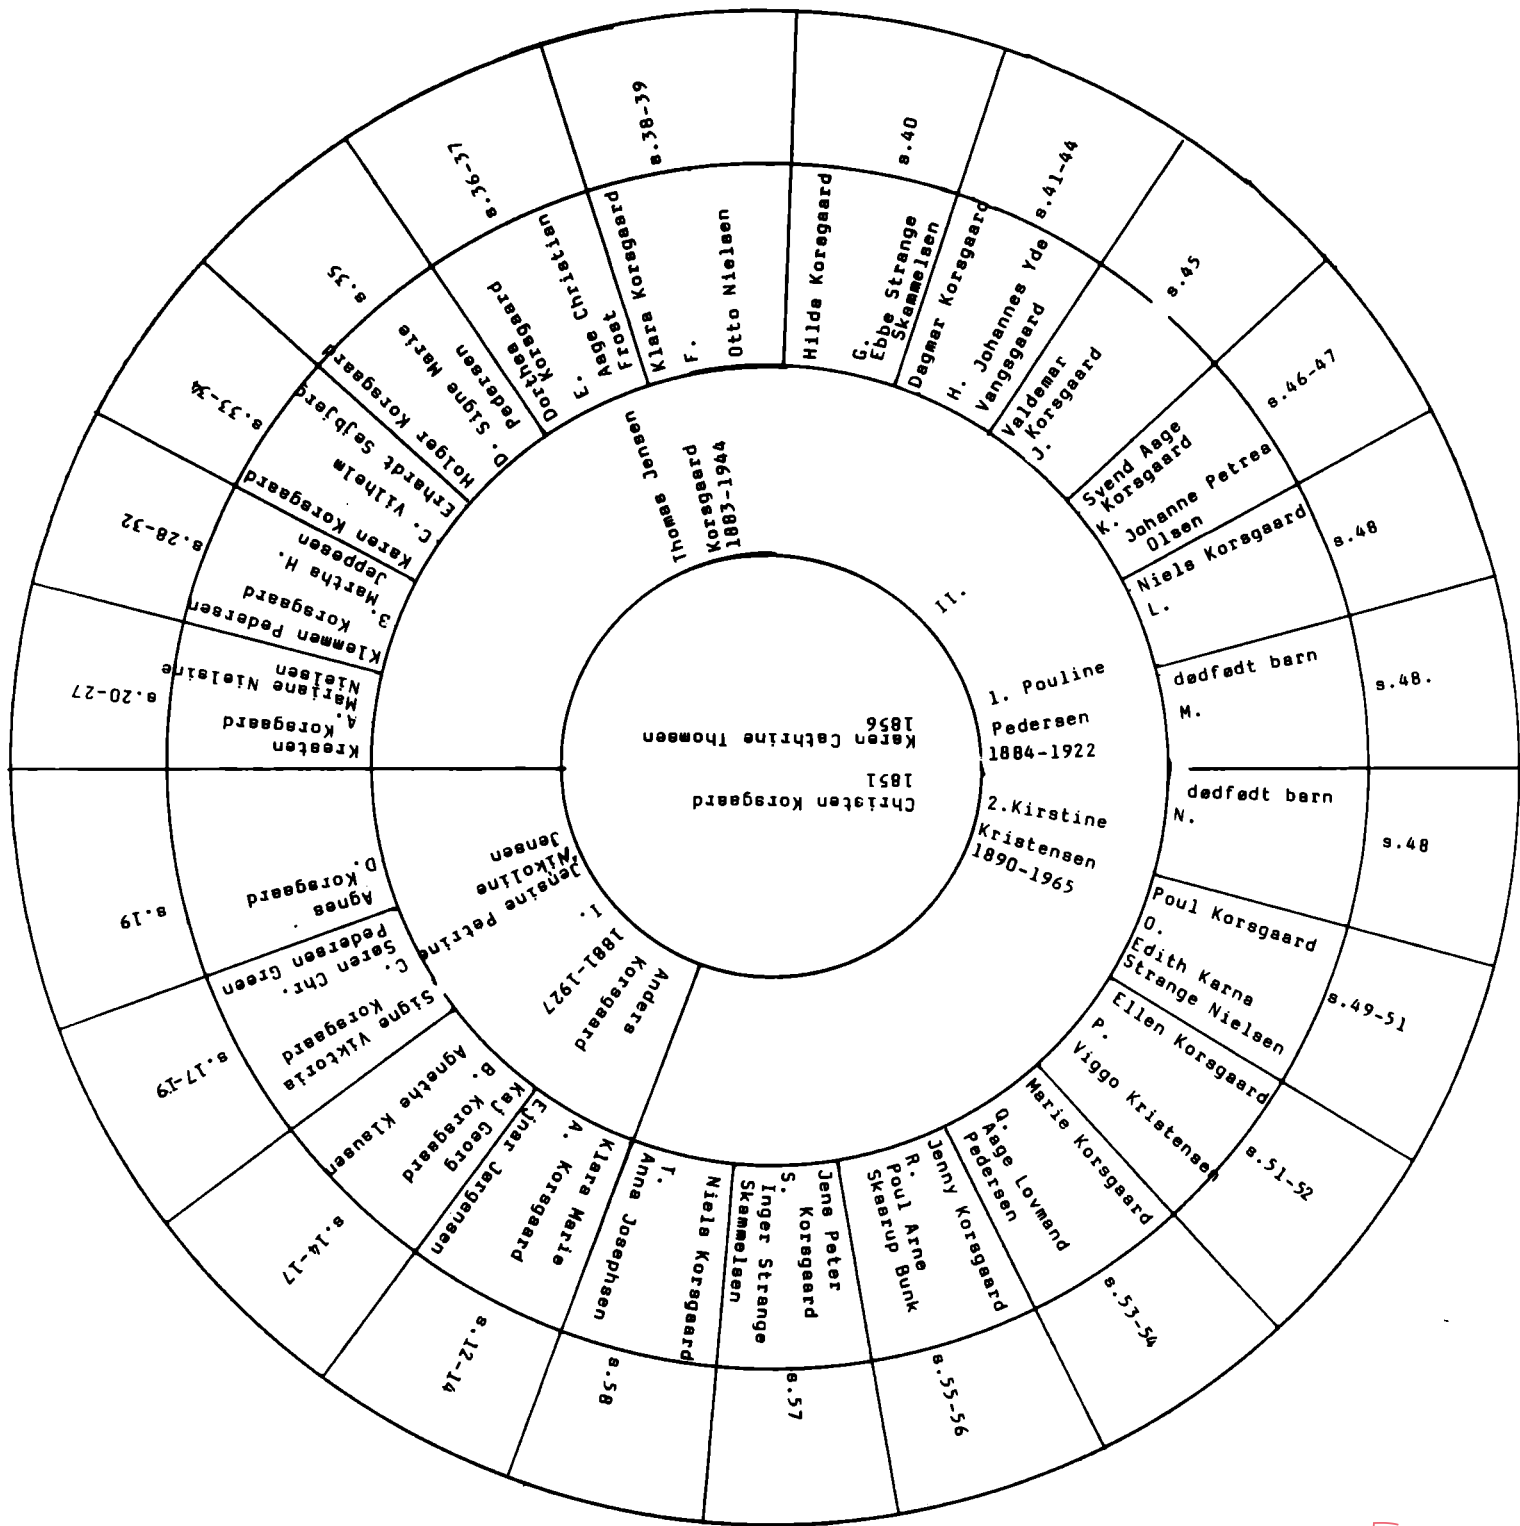 Christen Korsgaard
1851
Karen Cathrine Thomsen
1856
Anders
Korsgaard
1881-1927
I.
Jensine Petrine
Nikoline
Jensen
Thomas Jensen
Korsgaard
1883-1944
II.
1. Pouline
Pedersen
1884-1922
2.Kirstine
Kristensen
1890-1965
Klara Marie
A. Korsgaard
Ejnar Jørgensen
s.12-14
Kaj Georg
Korsgaard
B.
Agnethe Klausen
s.14-17
Signe Viktoria
Korsgaard
C.
Søren Chr.
Pedersen Green
s.17-19
Agnes
D. Korsgaard
s.19
Kresten
Korsgaard
A.
Mariane Nielsine
Nielsen
s.20-27
Klemmen Pedersen
Korsgaard
3.
Martha H.
Jeppesen
s.28-32
Karen Korsgaard
C. Vilhelm
Erhardt Sejbjerg
s.33-34
Holger Korsgaard
D. Signe Marie
Pedersen
s.35
Dorthea
Korsgaard
E.
Aage Christian
Frost
s.36-37
Klara Korsgaard
F.
Otto Nielsen
s.38-39
Hilda Korsgaard
G.
Ebbe Strange
Skammelsen
s.40
Dagmar Korsgaard
H. Johannes Yde
Vangsgaard
s.41-44
Valdemar
Korsgaard
J.
s.45
Svend Aage
Korsgaard
K.
Johanne Petrea
Olsen
s.46-47
Niels Korsgaard
L.
s.48
dødfødt barn
M.
s.48.
dødfødt barn
N.
s.48
Poul Korsgaard
O.
Edith Karna
Strange Nielsen
s.49-51
Ellen Korsgaard
P.
Viggo Kristensen
s.51-52
Marie Korsgaard
Q.
Aage Lovmand
Pedersen
s.53-54
Jenny Korsgaard
R.
Poul Arne
Skaarup Bunk
s.55-56
Jens Peter
Korsgaard
S.
Inger Strange
Skammelsen
s.57
Niels Korsgaard
T.
Anna Josephsen
s.58